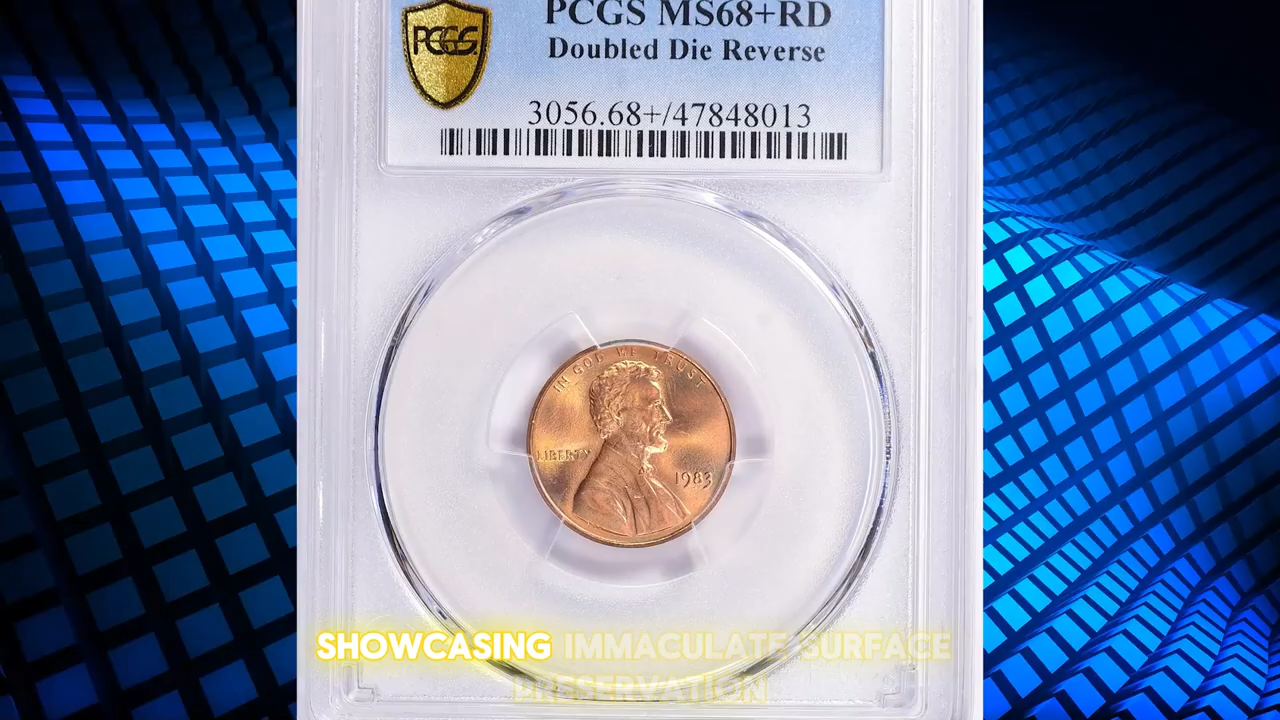 PCGS MS68+RD
Doubled Die Reverse
PCGS
3056.68+/47848013
IN GOD WE TRUST
LIBERTY
1983
SHOWCASING IMMACULATE SURFACE
PRESERVATION